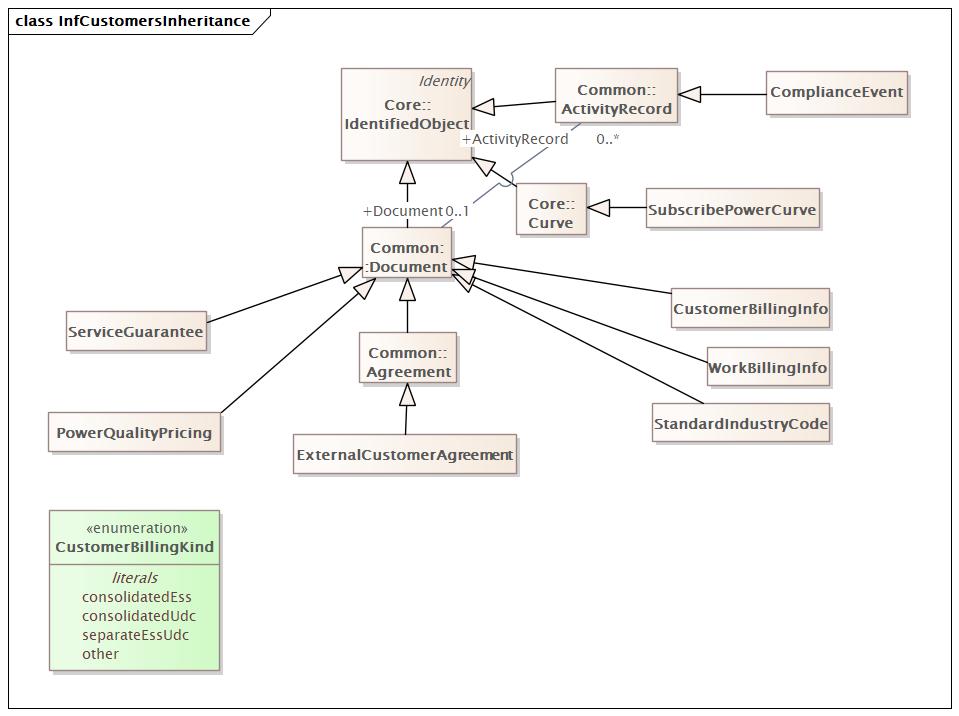 class InfCustomersInheritance
Identity
Core::
IdentifiedObject
Common::
ActivityRecord
ComplianceEvent
+ActivityRecord 0..*
Core::
Curve
SubscribePowerCurve
+Document 0..1
Common:
:Document
ServiceGuarantee
CustomerBillingInfo
Common::
Agreement
WorkBillingInfo
StandardIndustryCode
PowerQualityPricing
ExternalCustomerAgreement
«enumeration»
CustomerBillingKind
literals
consolidatedEss
consolidatedUdc
separateEssUdc
other